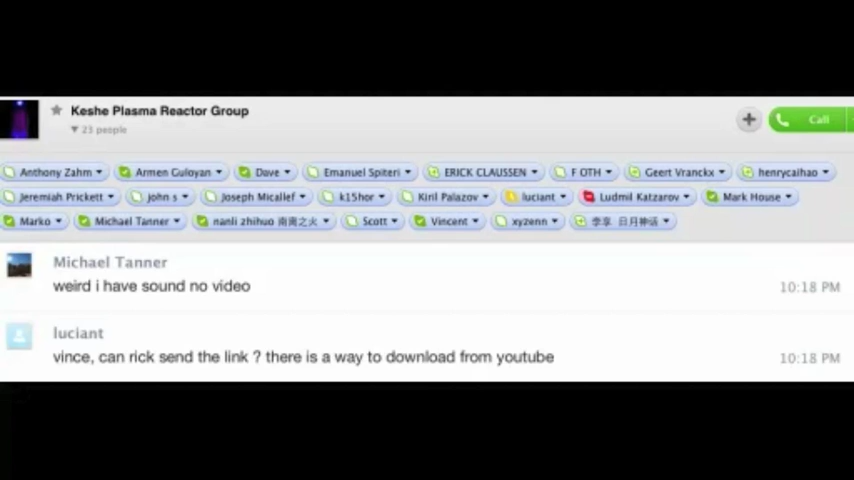 Keshe Plasma Reactor Group
23 people
Call
Anthony Zahm Armen Guloyan Dave Emanuel Spiteri ERICK CLAUSSEN F OTH Geert Vranckx henrycaihao
Jeremiah Prickett john s Joseph Micallef k15hor Kiril Palazov luciant Ludmil Katzarov Mark House
Marko Michael Tanner nanli zhihuo 南离之火 Scott Vincent xyzenn 李享 日月神话
Michael Tanner
weird i have sound no video 10:18 PM
luciant
vince, can rick send the link ? there is a way to download from youtube 10:18 PM